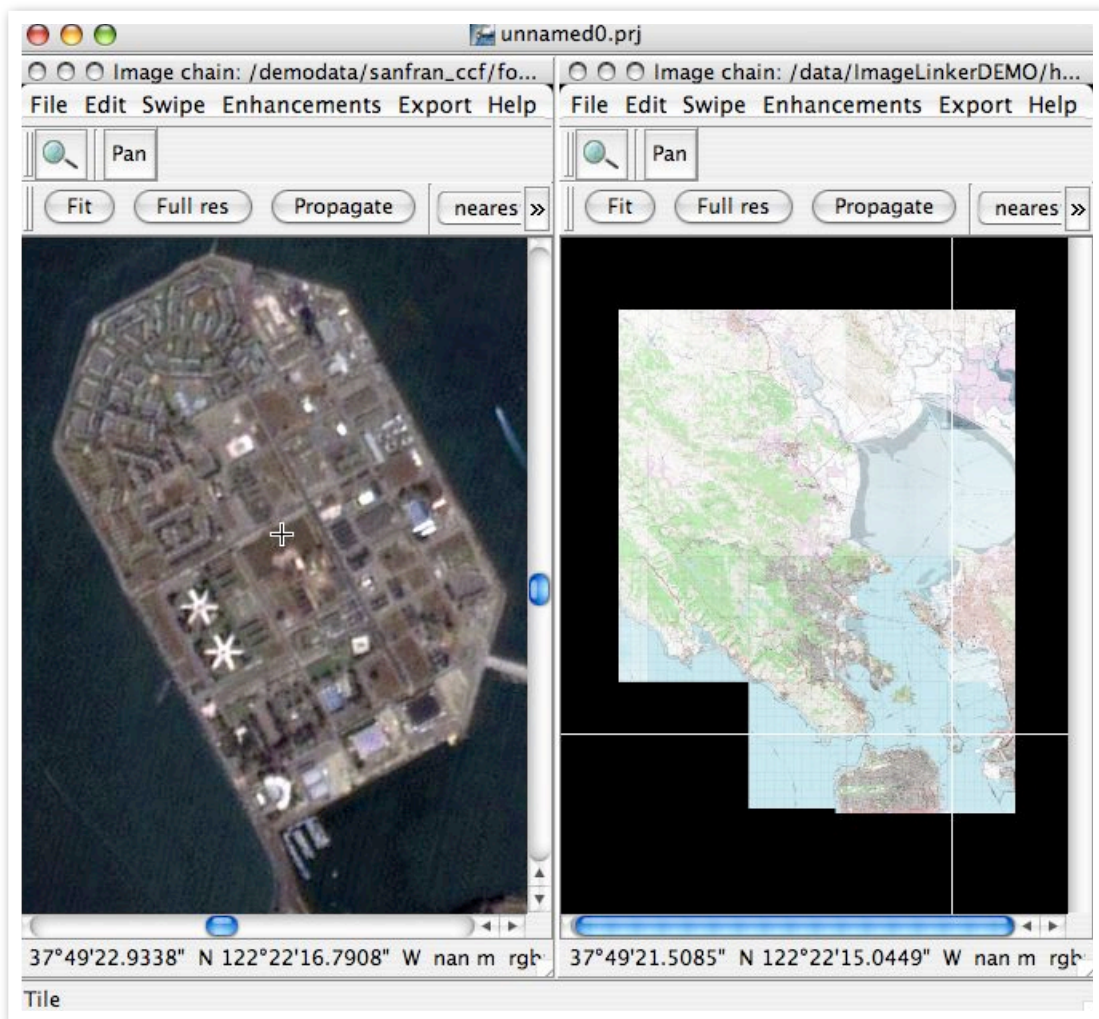 unnamed0.prj
Image chain: /demodata/sanfran_ccf/fo...
File Edit Swipe Enhancements Export Help
Pan
Fit Full res Propagate neares »
37°49'22.9338" N 122°22'16.7908" W nan m rgb
Image chain: /data/ImageLinkerDEMO/h...
File Edit Swipe Enhancements Export Help
Pan
Fit Full res Propagate neares »
37°49'21.5085" N 122°22'15.0449" W nan m rgb
Tile